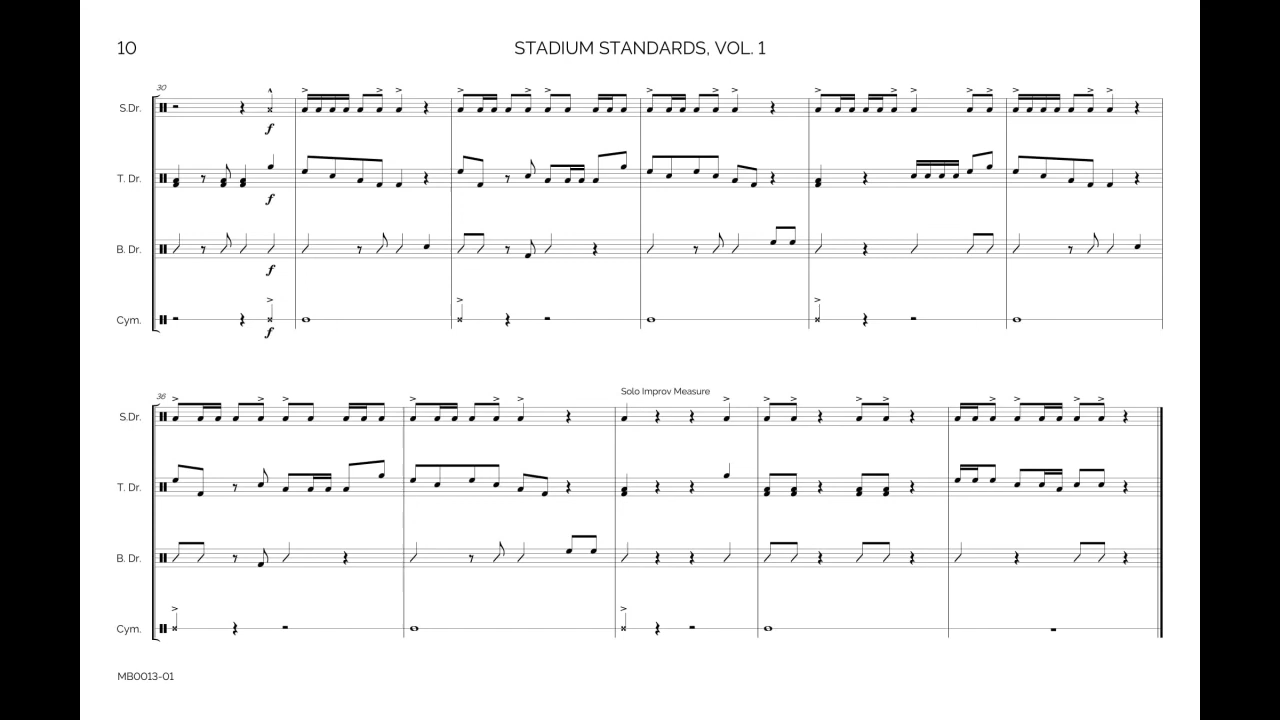 10
STADIUM STANDARDS, VOL. 1
30
S.Dr.
f
T. Dr.
f
B. Dr.
f
Cym.
f
36
Solo Improv Measure
S.Dr.
T. Dr.
B. Dr.
Cym.
MB0013-01